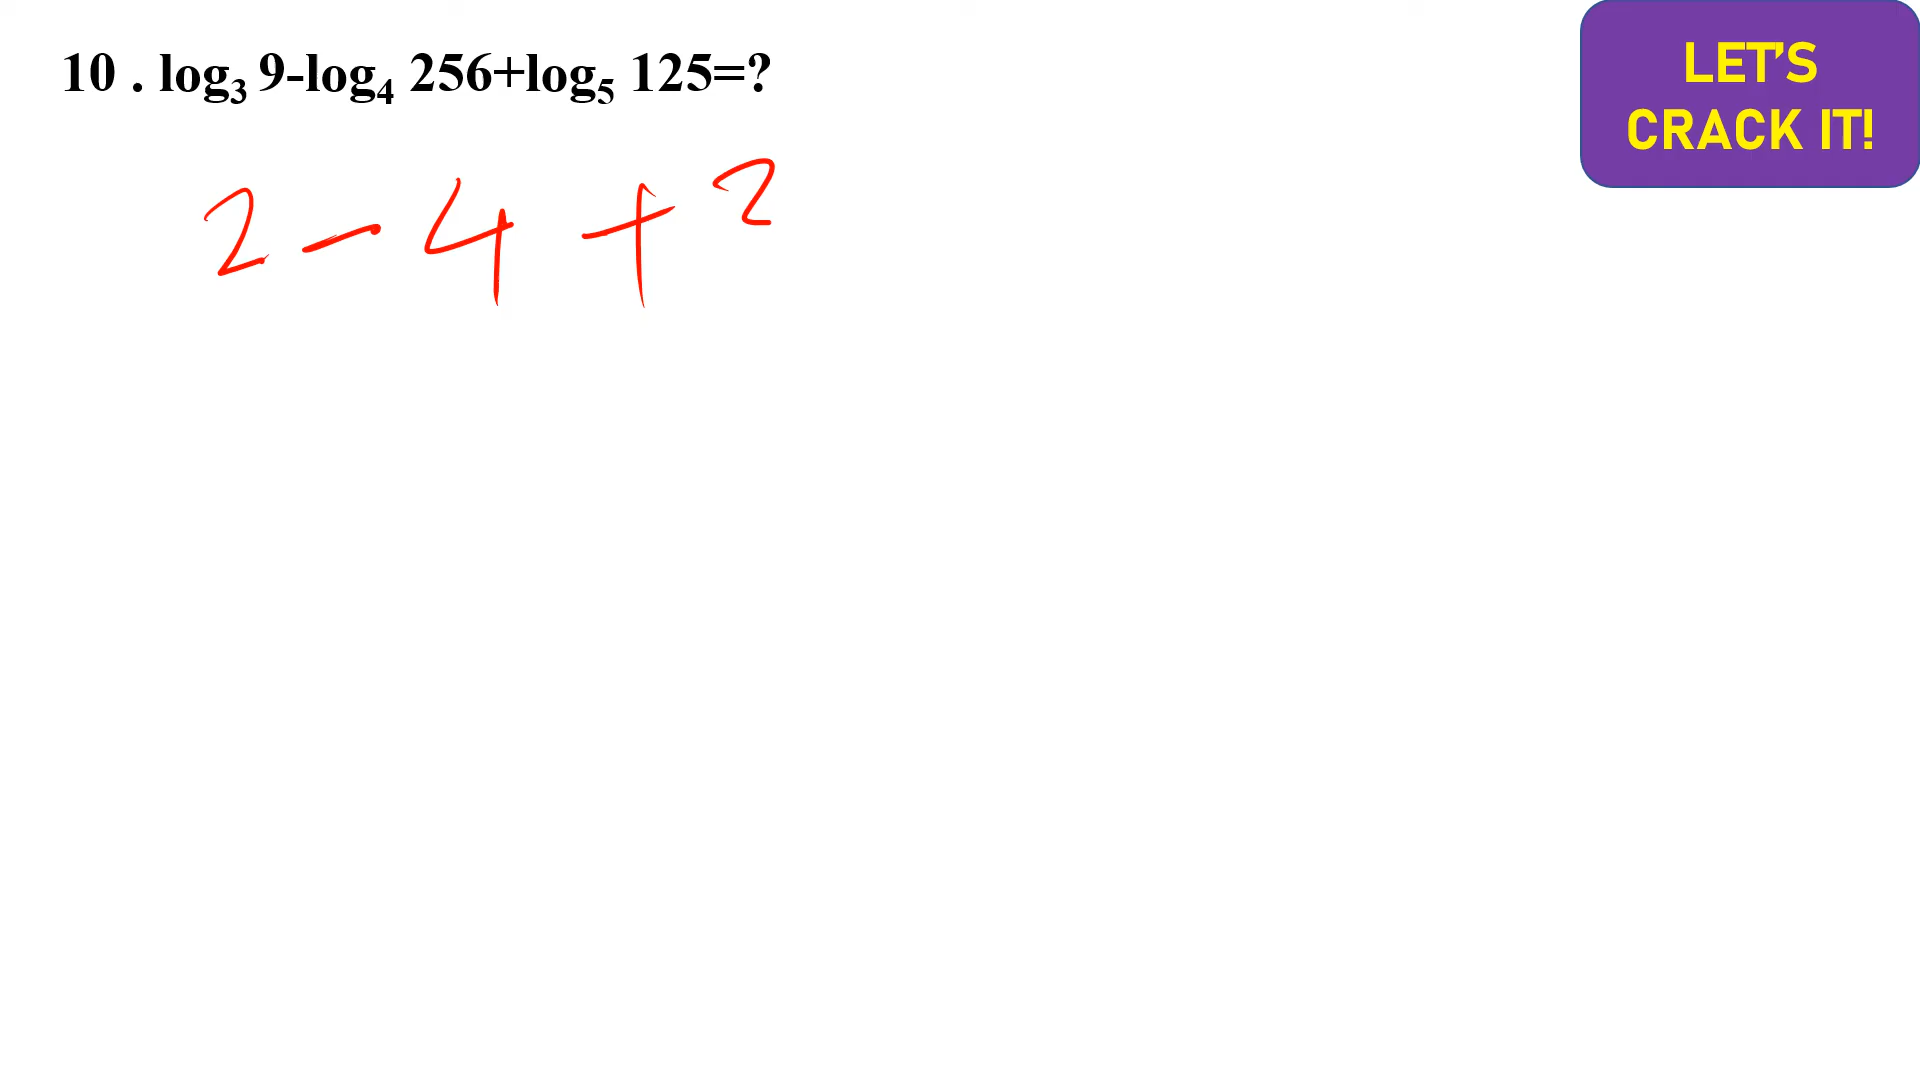 10 . log₃ 9-log₄ 256+log₅ 125=?
2 - 4 + 2
LET'S
CRACK IT!